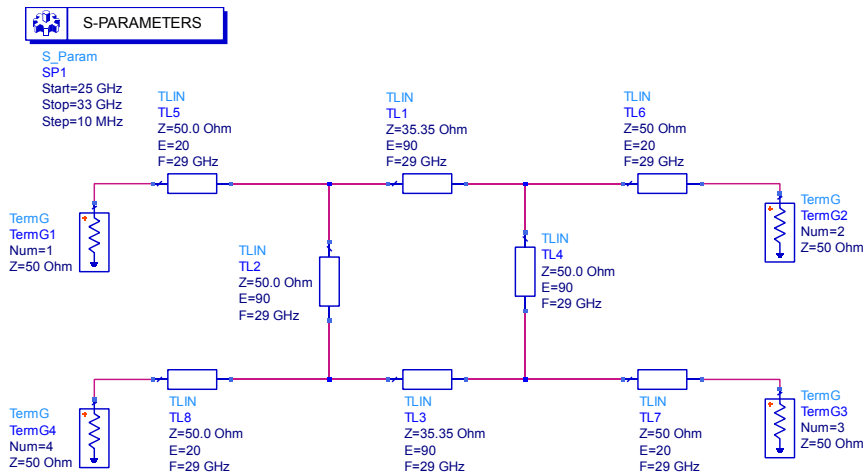 S-PARAMETERS
S_Param
SP1
Start=25 GHz
Stop=33 GHz
Step=10 MHz
TLIN
TL5
Z=50.0 Ohm
E=20
F=29 GHz
TLIN
TL1
Z=35.35 Ohm
E=90
F=29 GHz
TLIN
TL6
Z=50 Ohm
E=20
F=29 GHz
TermG
TermG1
Num=1
Z=50 Ohm
TLIN
TL2
Z=50.0 Ohm
E=90
F=29 GHz
TLIN
TL4
Z=50.0 Ohm
E=90
F=29 GHz
TermG
TermG2
Num=2
Z=50 Ohm
TermG
TermG4
Num=4
Z=50 Ohm
TLIN
TL8
Z=50.0 Ohm
E=20
F=29 GHz
TLIN
TL3
Z=35.35 Ohm
E=90
F=29 GHz
TLIN
TL7
Z=50 Ohm
E=20
F=29 GHz
TermG
TermG3
Num=3
Z=50 Ohm